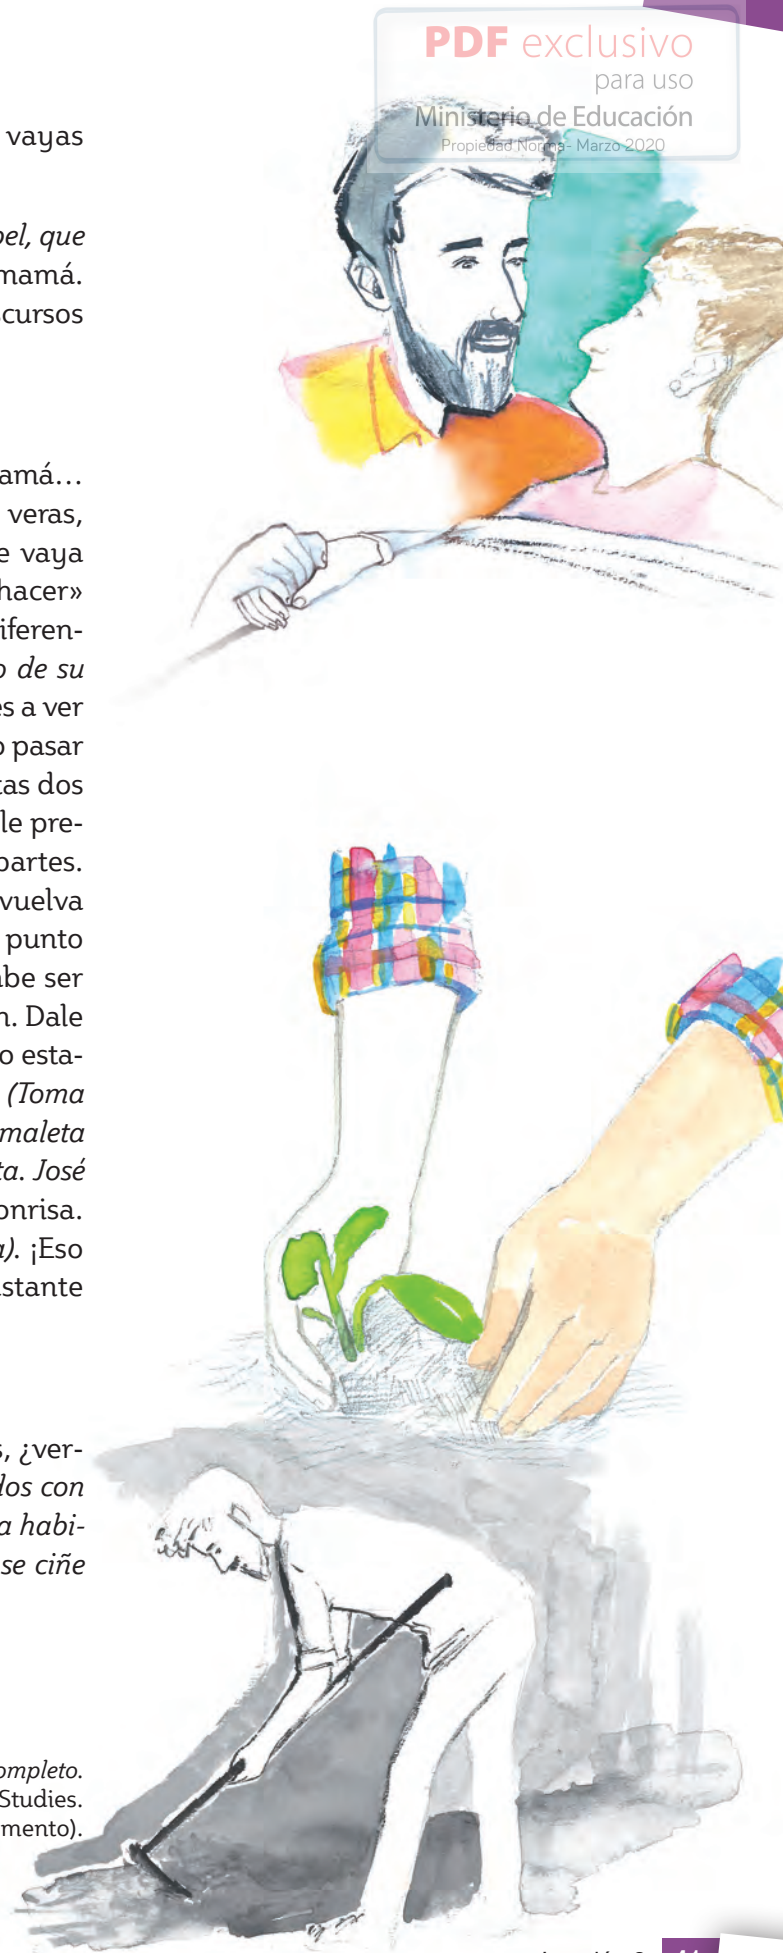 PDF exclusivo
para uso
Ministerio de Educación
Propiedad Norma- Marzo 2020
vayas
pel, que
mamá.
scursos
amá…
veras,
e vaya
hacer»
iferen-
o de su
es a ver
o pasar
tas dos
le pre-
partes.
vuelva
punto
abe ser
n. Dale
o esta-
(Toma
maleta
ta. José
onrisa.
a). ¡Eso
stante
s, ¿ver-
dos con
a habi-
se ciñe
ompleto.
Studies.
mento).